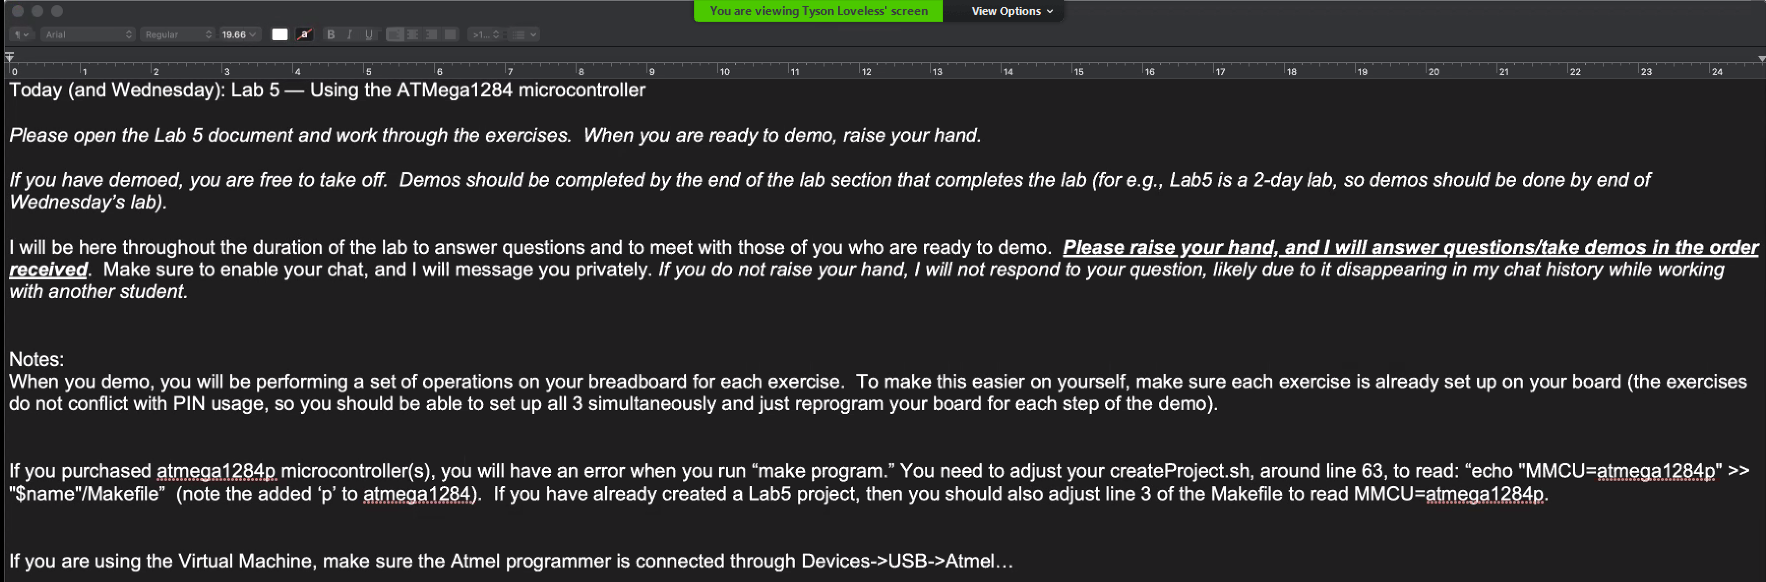 You are viewing Tyson Loveless' screen View Options
¶ Arial Regular 19.66 a B I U >1...
0 1 2 3 4 5 6 7 8 9 10 11 12 13 14 15 16 17 18 19 20 21 22 23 24
Today (and Wednesday): Lab 5 — Using the ATMega1284 microcontroller
Please open the Lab 5 document and work through the exercises.  When you are ready to demo, raise your hand.
If you have demoed, you are free to take off.  Demos should be completed by the end of the lab section that completes the lab (for e.g., Lab5 is a 2-day lab, so demos should be done by end of
Wednesday's lab).
I will be here throughout the duration of the lab to answer questions and to meet with those of you who are ready to demo.  Please raise your hand, and I will answer questions/take demos in the order
received.  Make sure to enable your chat, and I will message you privately. If you do not raise your hand, I will not respond to your question, likely due to it disappearing in my chat history while working
with another student.
Notes:
When you demo, you will be performing a set of operations on your breadboard for each exercise.  To make this easier on yourself, make sure each exercise is already set up on your board (the exercises
do not conflict with PIN usage, so you should be able to set up all 3 simultaneously and just reprogram your board for each step of the demo).
If you purchased atmega1284p microcontroller(s), you will have an error when you run “make program.” You need to adjust your createProject.sh, around line 63, to read: “echo "MMCU=atmega1284p" >>
"$name"/Makefile”  (note the added ‘p’ to atmega1284).  If you have already created a Lab5 project, then you should also adjust line 3 of the Makefile to read MMCU=atmega1284p.
If you are using the Virtual Machine, make sure the Atmel programmer is connected through Devices->USB->Atmel…